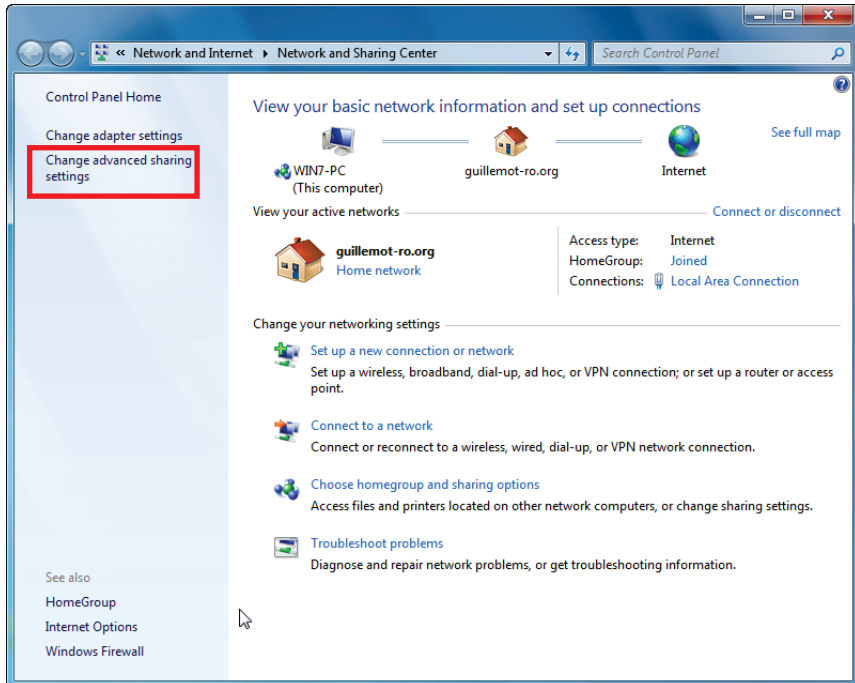 « Network and Internet ▸ Network and Sharing Center
Search Control Panel
Control Panel Home
Change adapter settings
Change advanced sharing
settings
See also
HomeGroup
Internet Options
Windows Firewall
View your basic network information and set up connections
See full map
WIN7-PC
(This computer)
guillemot-ro.org
Internet
View your active networks
Connect or disconnect
guillemot-ro.org
Home network
Access type: Internet
HomeGroup: Joined
Connections: Local Area Connection
Change your networking settings
Set up a new connection or network
Set up a wireless, broadband, dial-up, ad hoc, or VPN connection; or set up a router or access
point.
Connect to a network
Connect or reconnect to a wireless, wired, dial-up, or VPN network connection.
Choose homegroup and sharing options
Access files and printers located on other network computers, or change sharing settings.
Troubleshoot problems
Diagnose and repair network problems, or get troubleshooting information.